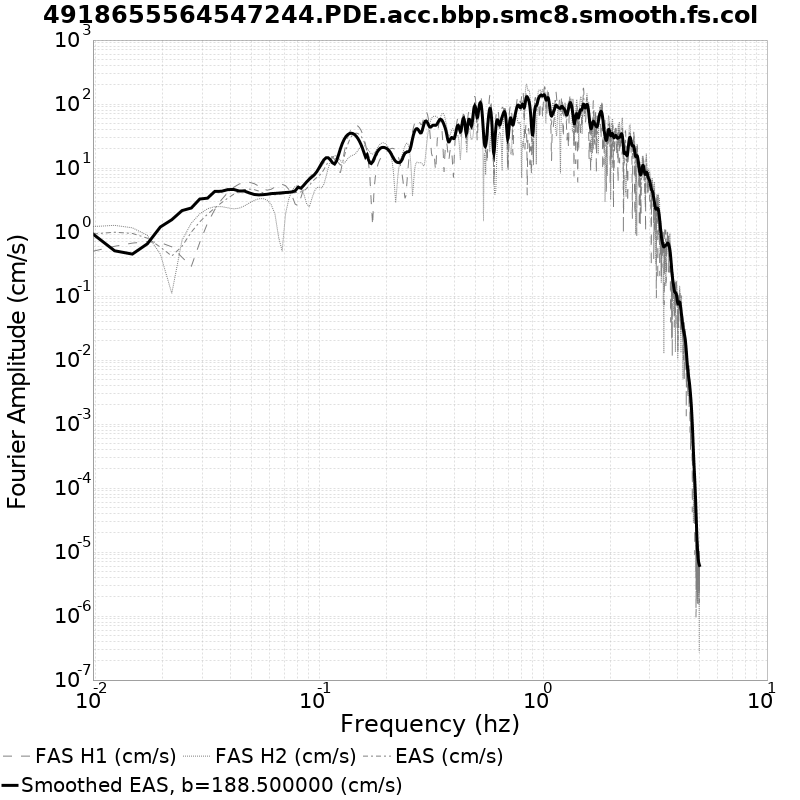 4918655564547244.PDE.acc.bbp.smc8.smooth.fs.col
10^3
10^2
10^1
10^0
10^-1
10^-2
10^-3
10^-4
10^-5
10^-6
10^-7
Fourier Amplitude (cm/s)
10^-2 10^-1 10^0 10^1
Frequency (hz)
FAS H1 (cm/s) FAS H2 (cm/s) EAS (cm/s)
Smoothed EAS, b=188.500000 (cm/s)